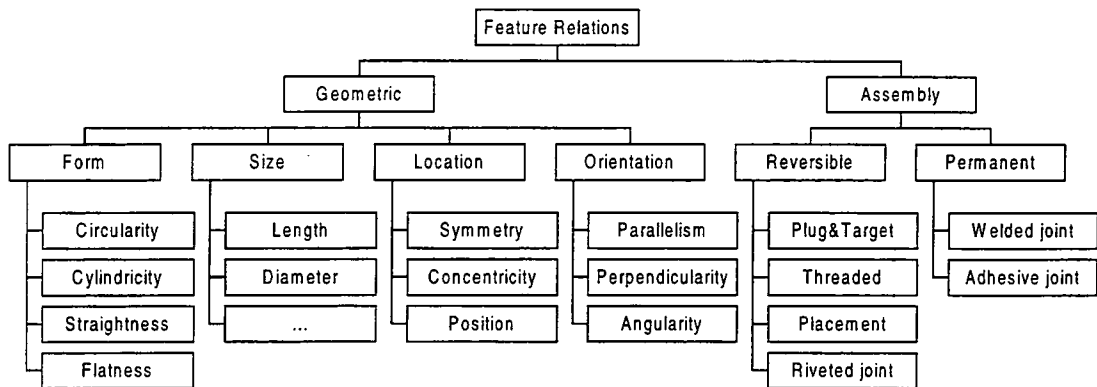 Feature Relations
Geometric
Assembly
Form
Size
Location
Orientation
Reversible
Permanent
Circularity
Length
Symmetry
Parallelism
Plug&Target
Welded joint
Cylindricity
Diameter
Concentricity
Perpendicularity
Threaded
Adhesive joint
Straightness
...
Position
Angularity
Placement
Flatness
Riveted joint